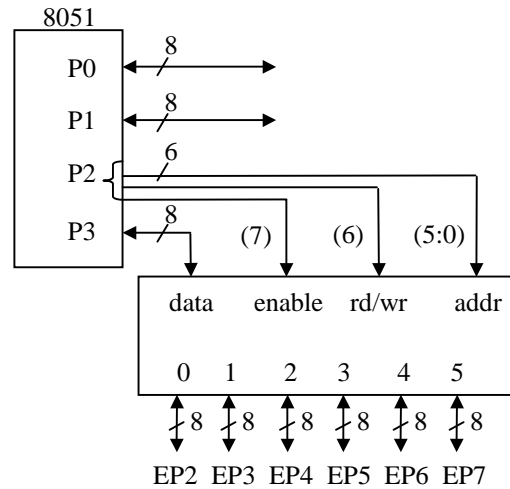 8051
P0 8
P1 8
P2 6
P3 8 (7) (6) (5:0)
data enable rd/wr addr
0 1 2 3 4 5
8 8 8 8 8 8
EP2 EP3 EP4 EP5 EP6 EP7